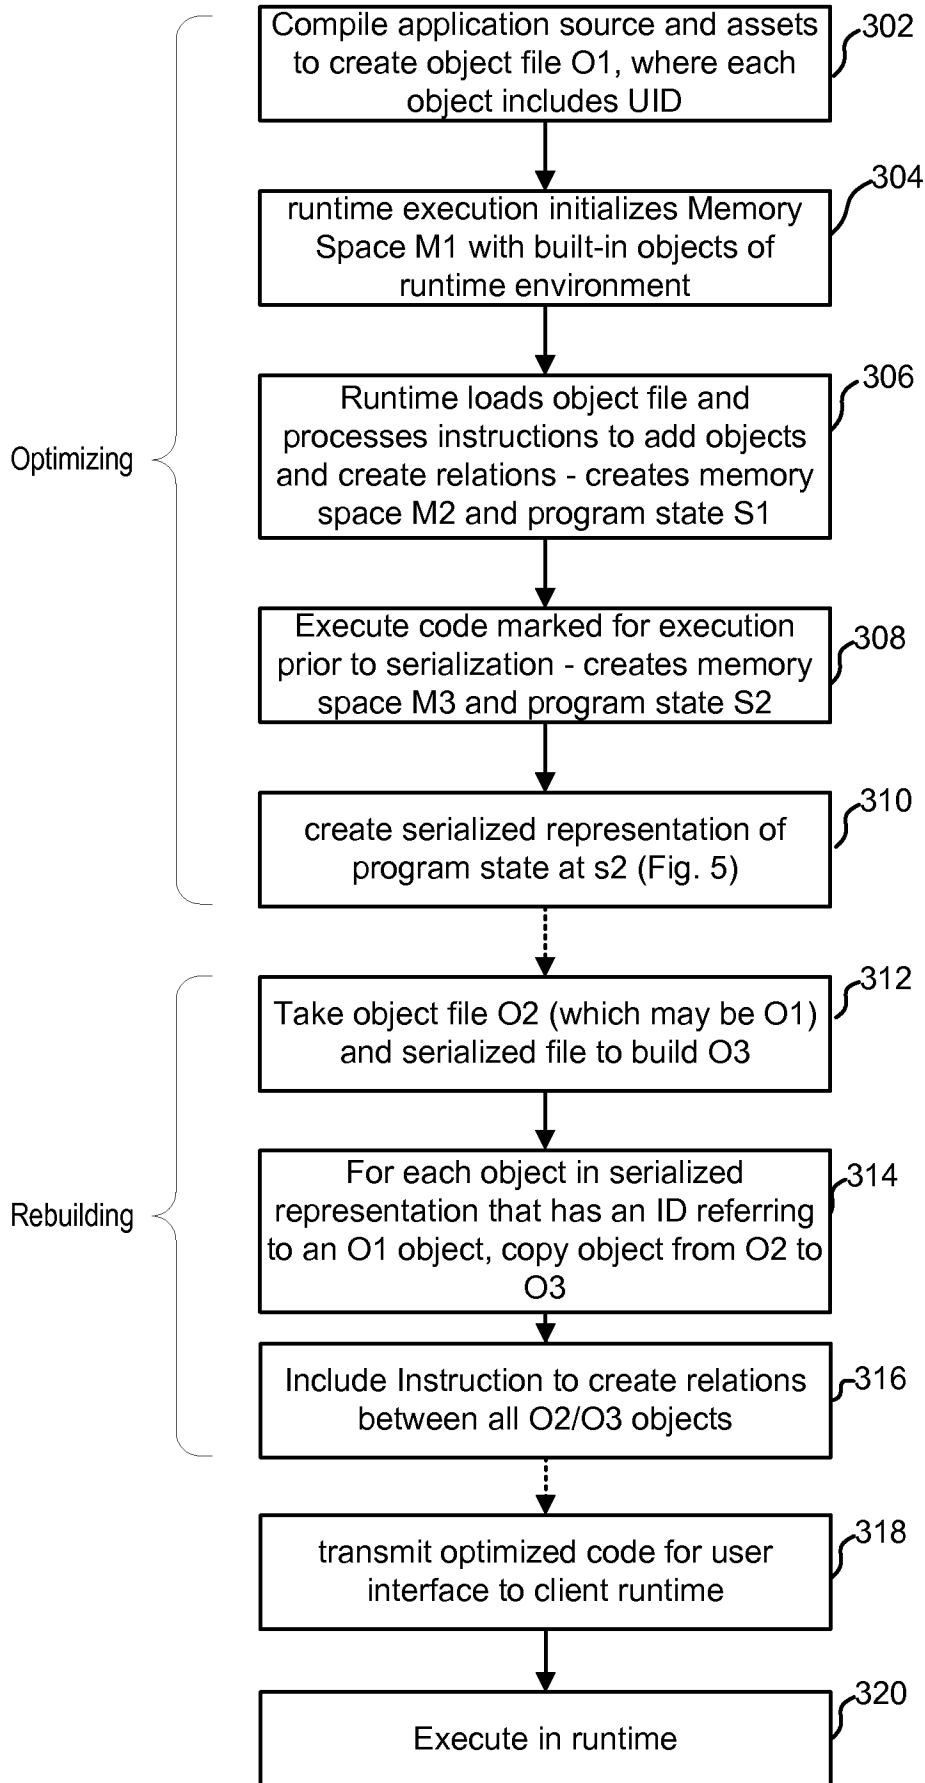 Compile application source and assets
to create object file O1, where each
object includes UID
302
runtime execution initializes Memory
Space M1 with built-in objects of
runtime environment
304
Runtime loads object file and
processes instructions to add objects
and create relations - creates memory
space M2 and program state S1
306
Optimizing
Execute code marked for execution
prior to serialization - creates memory
space M3 and program state S2
308
create serialized representation of
program state at s2 (Fig. 5)
310
Take object file O2 (which may be O1)
and serialized file to build O3
312
For each object in serialized
representation that has an ID referring
to an O1 object, copy object from O2 to
O3
314
Rebuilding
Include Instruction to create relations
between all O2/O3 objects
316
transmit optimized code for user
interface to client runtime
318
Execute in runtime
320